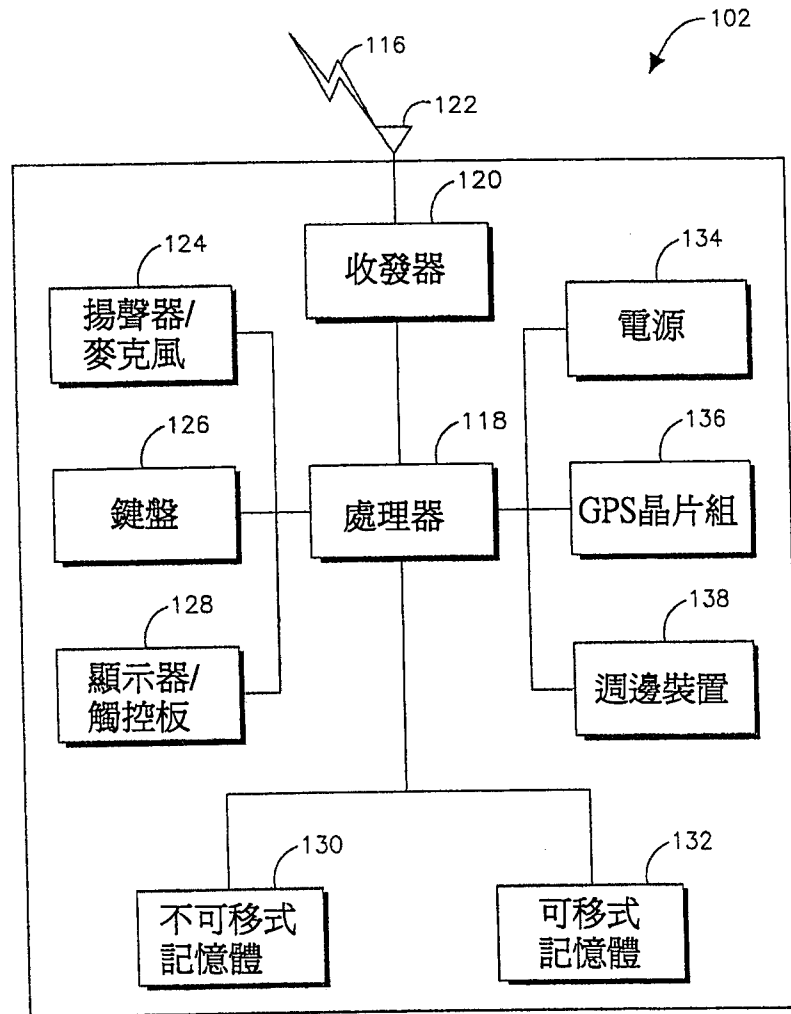 102
116
122
120
收發器
124
揚聲器/
麥克風
134
電源
126
鍵盤
118
處理器
136
GPS晶片組
128
顯示器/
觸控板
138
週邊裝置
130
不可移式
記憶體
132
可移式
記憶體